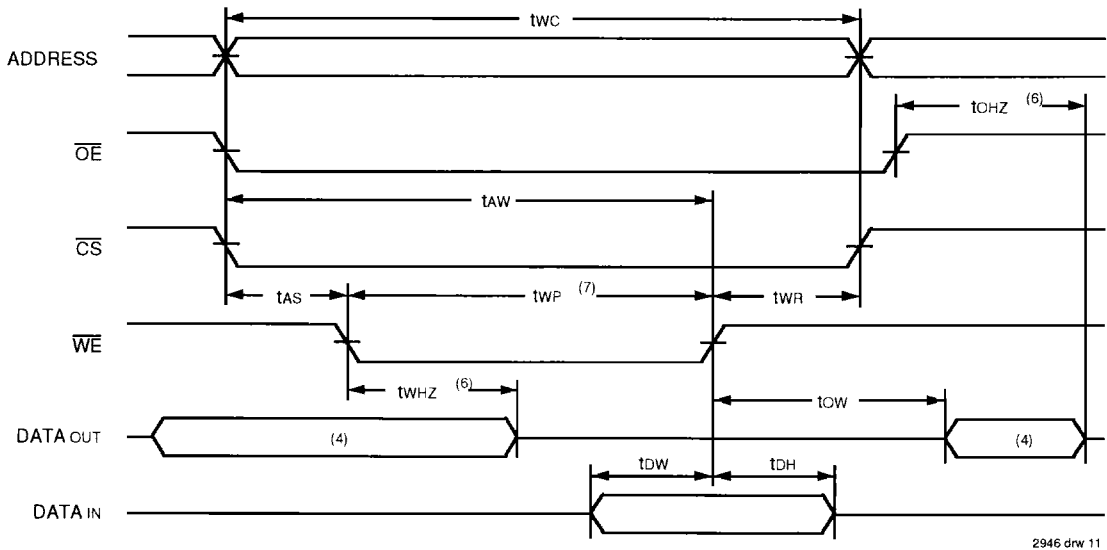 tWC
ADDRESS
tOHZ (6)
OE
tAW
CS
tAS
tWP (7)
tWR
WE
tWHZ (6)
tOW
DATA OUT
(4)
(4)
tDW
tDH
DATA IN
2946 drw 11